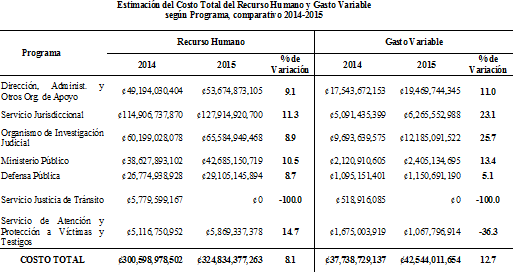 Estimación del Costo Total del Recurso Humano y Gasto Variable
según Programa, comparativo 2014-2015
Programa Recurso Humano Gasto Variable
2014 2015 % de Variación 2014 2015 % de Variación
Dirección, Administ. y
Otros Org. de Apoyo ¢49,194,030,404 ¢53,674,873,105 9.1 ¢17,543,672,153 ¢19,469,744,345 11.0
Servicio Jurisdiccional ¢114,906,737,870 ¢127,914,920,700 11.3 ¢5,091,435,399 ¢6,265,552,988 23.1
Organismo de Investigación
Judicial ¢60,199,028,078 ¢65,584,949,468 8.9 ¢9,693,639,575 ¢12,185,091,522 25.7
Ministerio Público ¢38,627,893,102 ¢42,685,150,719 10.5 ¢2,120,910,605 ¢2,405,134,695 13.4
Defensa Pública ¢26,774,938,928 ¢29,105,145,894 8.7 ¢1,095,151,401 ¢1,150,691,190 5.1
Servicio Justicia de Tránsito ¢5,779,599,167 ¢0 -100.0 ¢518,916,085 ¢0 -100.0
Servicio de Atención y
Protección a Víctimas y
Testigos ¢5,116,750,952 ¢5,869,337,378 14.7 ¢1,675,003,919 ¢1,067,796,914 -36.3
COSTO TOTAL ¢300,598,978,502 ¢324,834,377,263 8.1 ¢37,738,729,137 ¢42,544,011,654 12.7